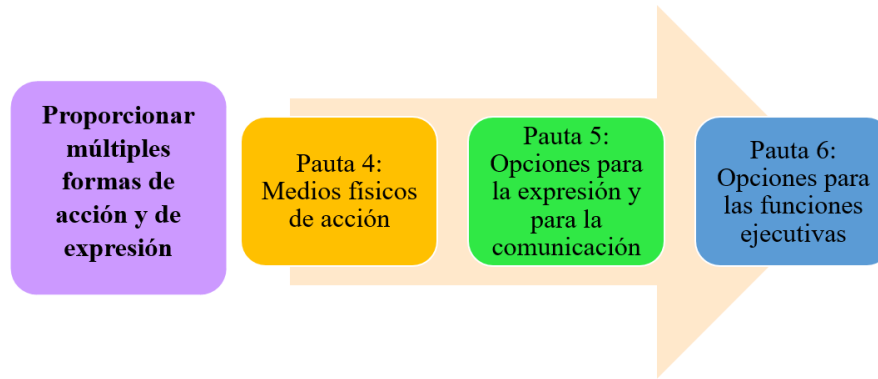 Proporcionar
múltiples
formas de
acción y de
expresión
Pauta 4:
Medios físicos
de acción
Pauta 5:
Opciones para
la expresión y
para la
comunicación
Pauta 6:
Opciones para
las funciones
ejecutivas